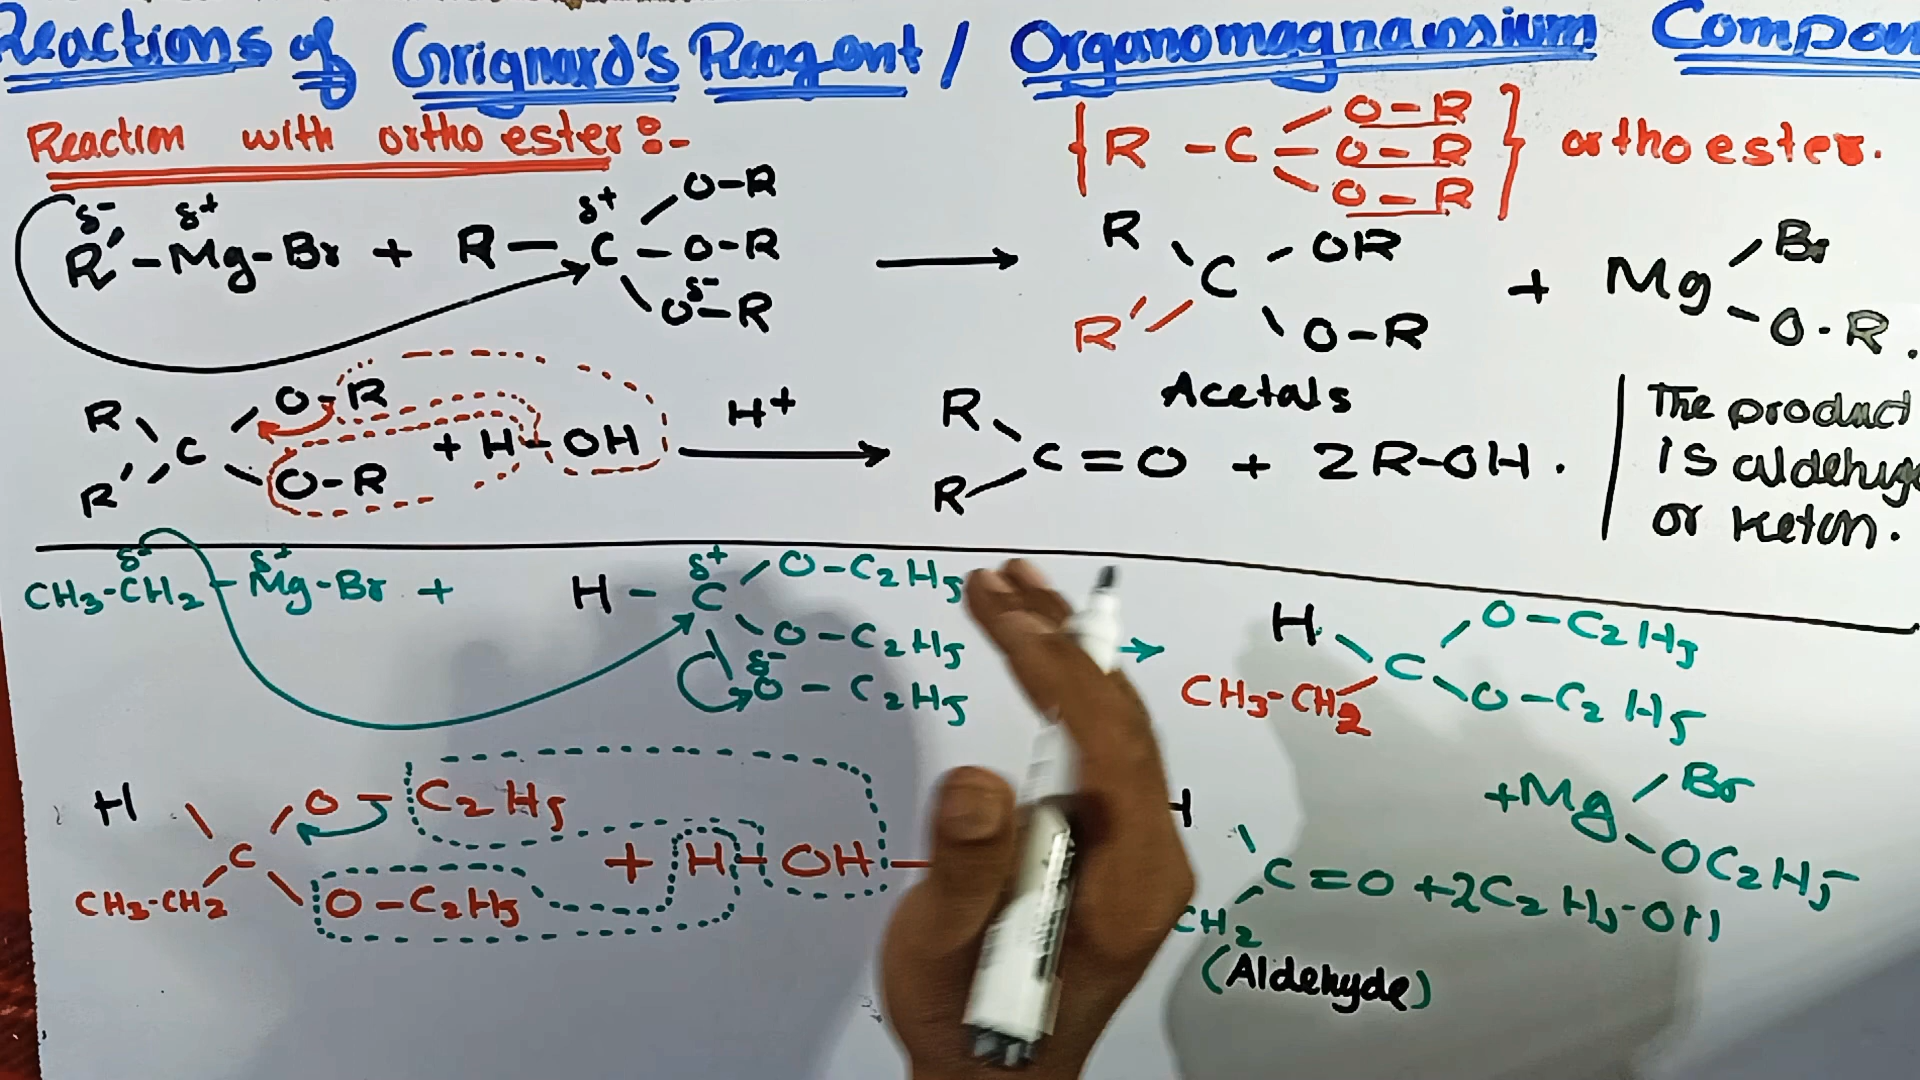 Reactions of Grignard's Reagent / Organomagnassium Compoun
Reaction with ortho ester:-
{ R - C O-R O-R O-R } ortho ester.
δ- δ+ R'-Mg-Br + R - C δ+ O-R O-R O δ- -R → R R' C OR O-R + Mg Br O-R.
Acetals
R R' C O-R O-R + H-OH H+ → R R C=O + 2R-OH.
The product
is aldehyde
or Keton.
CH3-CH2 δ- - Mg δ+ -Br + H - C δ+ O-C2H5 O-C2H5 O δ- -C2H5 → H CH3-CH2 C O-C2H5 O-C2H5
+Mg Br OC2H5
H CH3-CH2 C O-C2H5 O-C2H5 + H-OH - H CH2 C=O +2C2H5-OH
(Aldehyde)